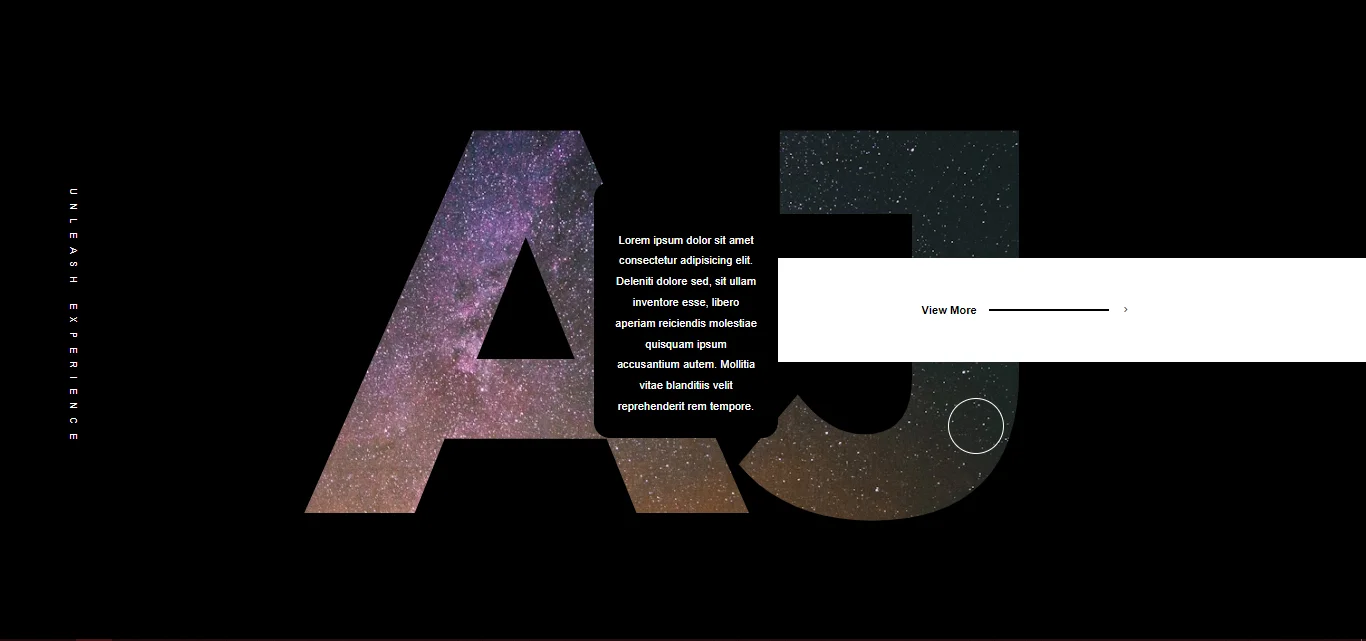 UNLEASH EXPERIENCE
AJ
Lorem ipsum dolor sit amet
consectetur adipisicing elit.
Deleniti dolore sed, sit ullam
inventore esse, libero
aperiam reiciendis molestiae
quisquam ipsum
accusantium autem. Mollitia
vitae blanditiis velit
reprehenderit rem tempore.
View More